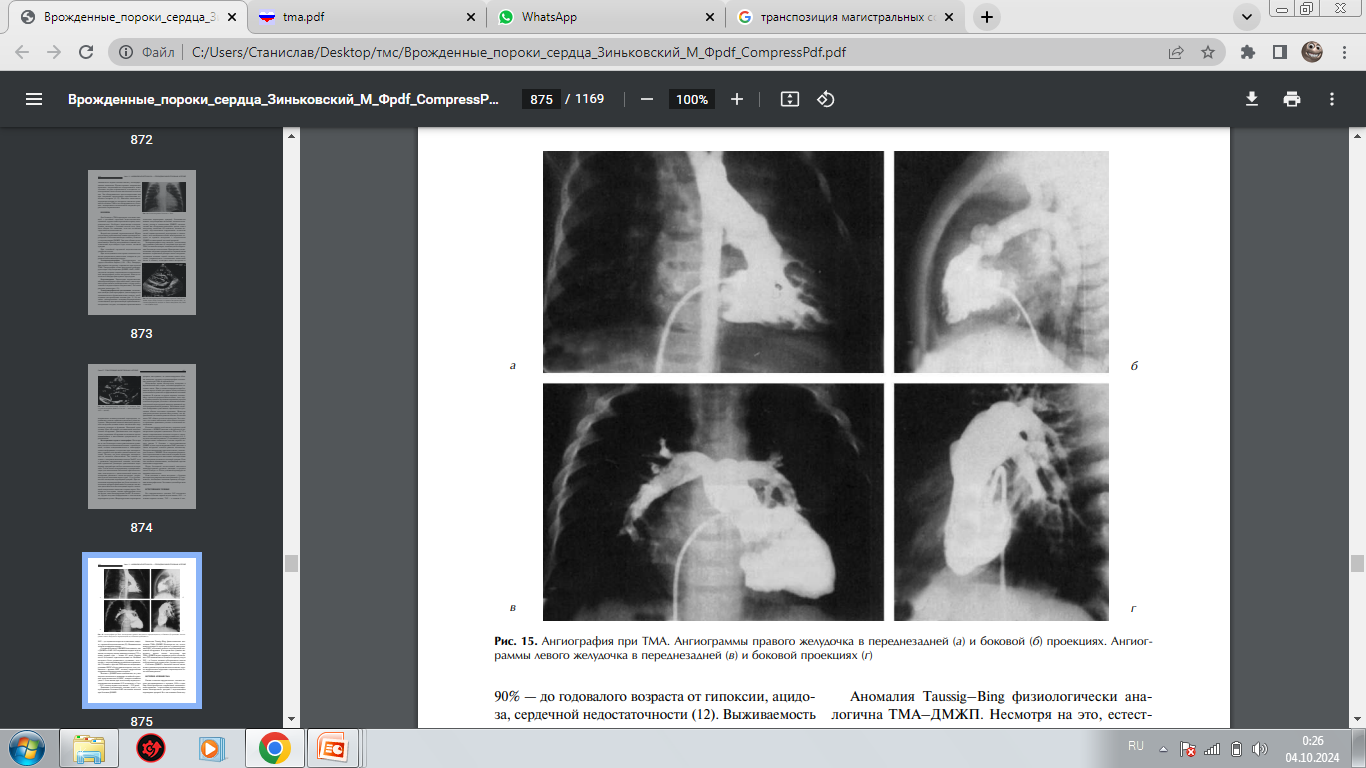 Врожденные_пороки_сердца_З
tma.pdf
WhatsApp
транспозиция магистральных с
Файл
C:/Users/Станислав/Desktop/тмс/Врожденные_пороки_сердца_Зиньковский_М_Фpdf_CompressPdf.pdf
Врожденные_пороки_сердца_Зиньковский_М_Фpdf_CompressP...
875 / 1169
100%
872
873
874
875
а
б
в
г
Рис. 15. Ангиография при ТМА. Ангиограммы правого желудочка в переднезадней (а) и боковой (б) проекциях. Ангиог-
раммы левого желудочка в переднезадней (в) и боковой проекциях (г)
90% — до годовалого возраста от гипоксии, ацидо-
за, сердечной недостаточности (12). Выживаемость
Аномалия Taussig—Bing физиологически ана-
логична ТМА—ДМЖП. Несмотря на это, естест-
RU
0:26
04.10.2024